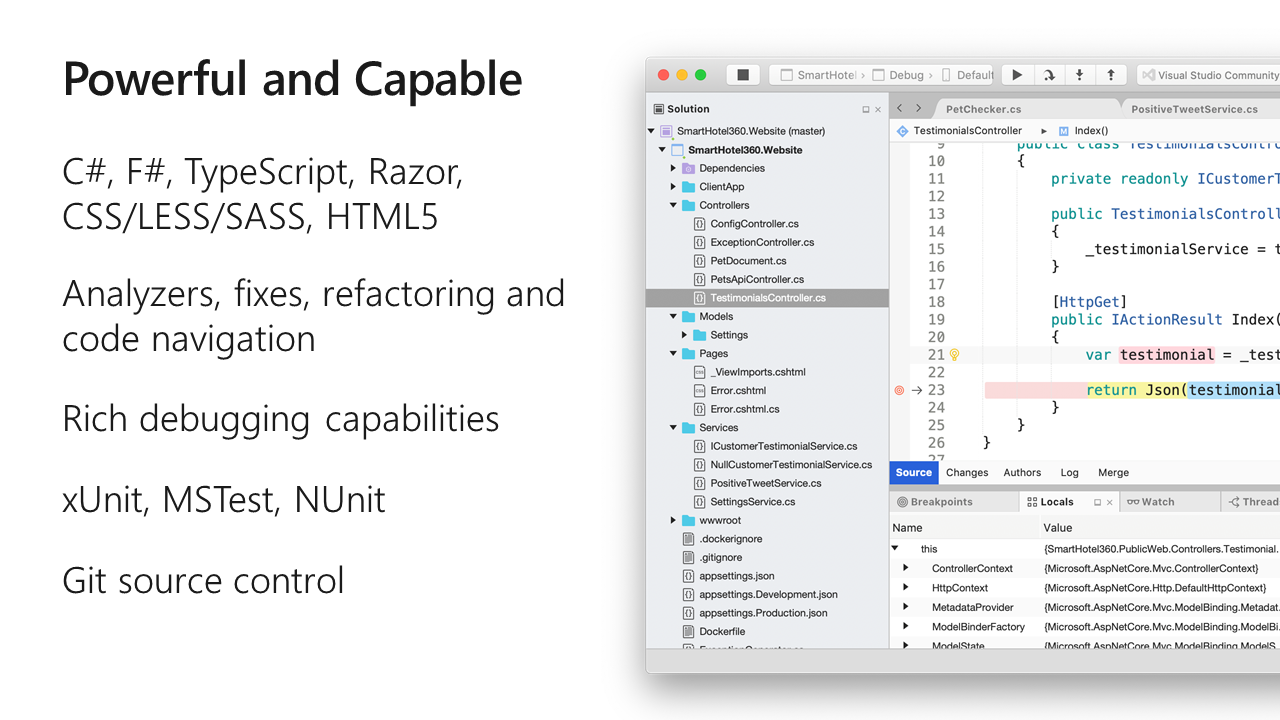 Powerful and Capable
C#, F#, TypeScript, Razor,
CSS/LESS/SASS, HTML5
Analyzers, fixes, refactoring and
code navigation
Rich debugging capabilities
xUnit, MSTest, NUnit
Git source control
SmartHotel › Debug › Default
Visual Studio Community
Solution
SmartHotel360.Website (master)
SmartHotel360.Website
Dependencies
ClientApp
Controllers
ConfigController.cs
ExceptionController.cs
PetDocument.cs
PetsApiController.cs
TestimonialsController.cs
Models
Settings
Pages
_ViewImports.cshtml
Error.cshtml
Error.cshtml.cs
Services
ICustomerTestimonialService.cs
NullCustomerTestimonialService.cs
PositiveTweetService.cs
SettingsService.cs
wwwroot
.dockerignore
.gitignore
appsettings.json
appsettings.Development.json
appsettings.Production.json
Dockerfile
PetChecker.cs
PositiveTweetService.cs
TestimonialsController
Index()
9 public class TestimonialsContro
10 {
11 private readonly ICustomerT
12
13 public TestimonialsControll
14 {
15 _testimonialService = t
16 }
17
18 [HttpGet]
19 public IActionResult Index(
20 {
21 var testimonial = _test
22
23 return Json(testimonial
24 }
25 }
26 }
27
Source Changes Authors Log Merge
Breakpoints Locals Watch Thread
Name Value
this {SmartHotel360.PublicWeb.Controllers.Testimonial.
ControllerContext {Microsoft.AspNetCore.Mvc.ControllerContext}
HttpContext {Microsoft.AspNetCore.Http.DefaultHttpContext}
MetadataProvider {Microsoft.AspNetCore.Mvc.ModelBinding.Metadat.
ModelBinderFactory {Microsoft.AspNetCore.Mvc.ModelBinding.ModelBi.
ModelState {Microsoft.AspNetCore.Mvc.ModelBinding.ModelS